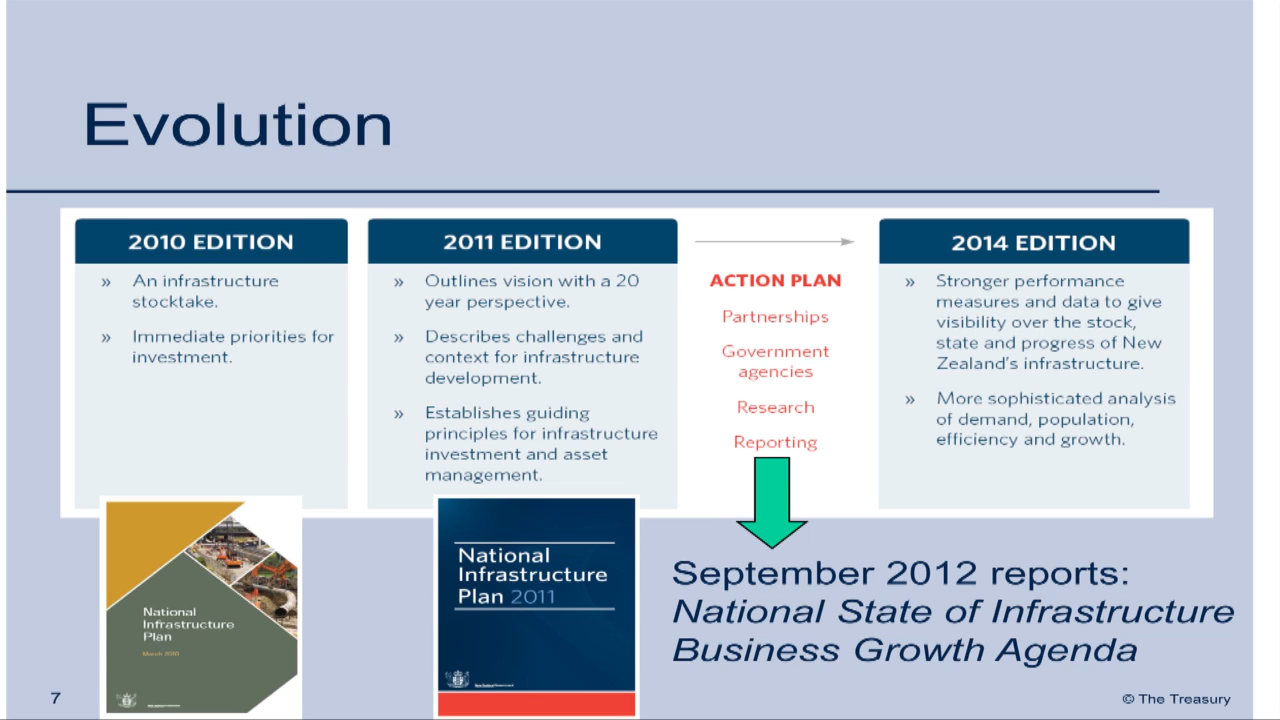 Evolution
2010 EDITION
» An infrastructure
stocktake.
» Immediate priorities for
investment.
2011 EDITION
» Outlines vision with a 20
year perspective.
» Describes challenges and
context for infrastructure
development.
» Establishes guiding
principles for infrastructure
investment and asset
management.
ACTION PLAN
Partnerships
Government
agencies
Research
Reporting
2014 EDITION
» Stronger performance
measures and data to give
visibility over the stock,
state and progress of New
Zealand's infrastructure.
» More sophisticated analysis
of demand, population,
efficiency and growth.
National
Infrastructure
Plan
March 2010
National
Infrastructure
Plan 2011
September 2012 reports:
National State of Infrastructure
Business Growth Agenda
7
© The Treasury